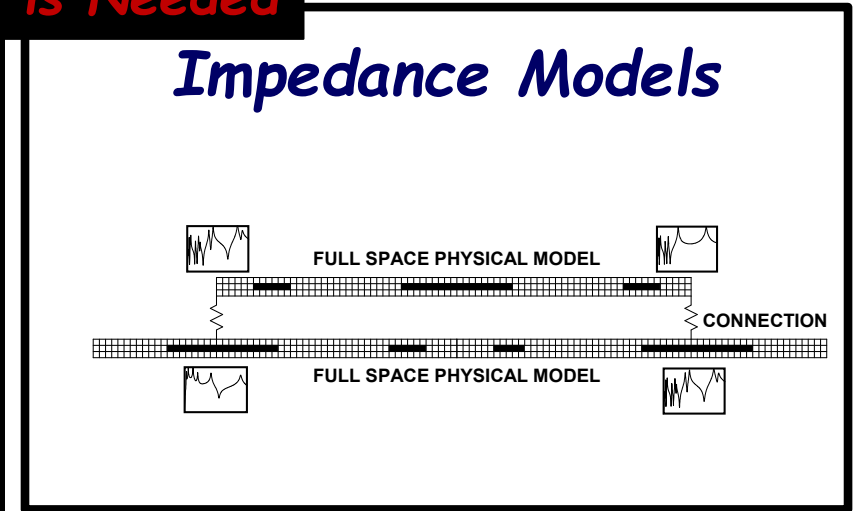 is Needed
Impedance Models
FULL SPACE PHYSICAL MODEL
CONNECTION
FULL SPACE PHYSICAL MODEL